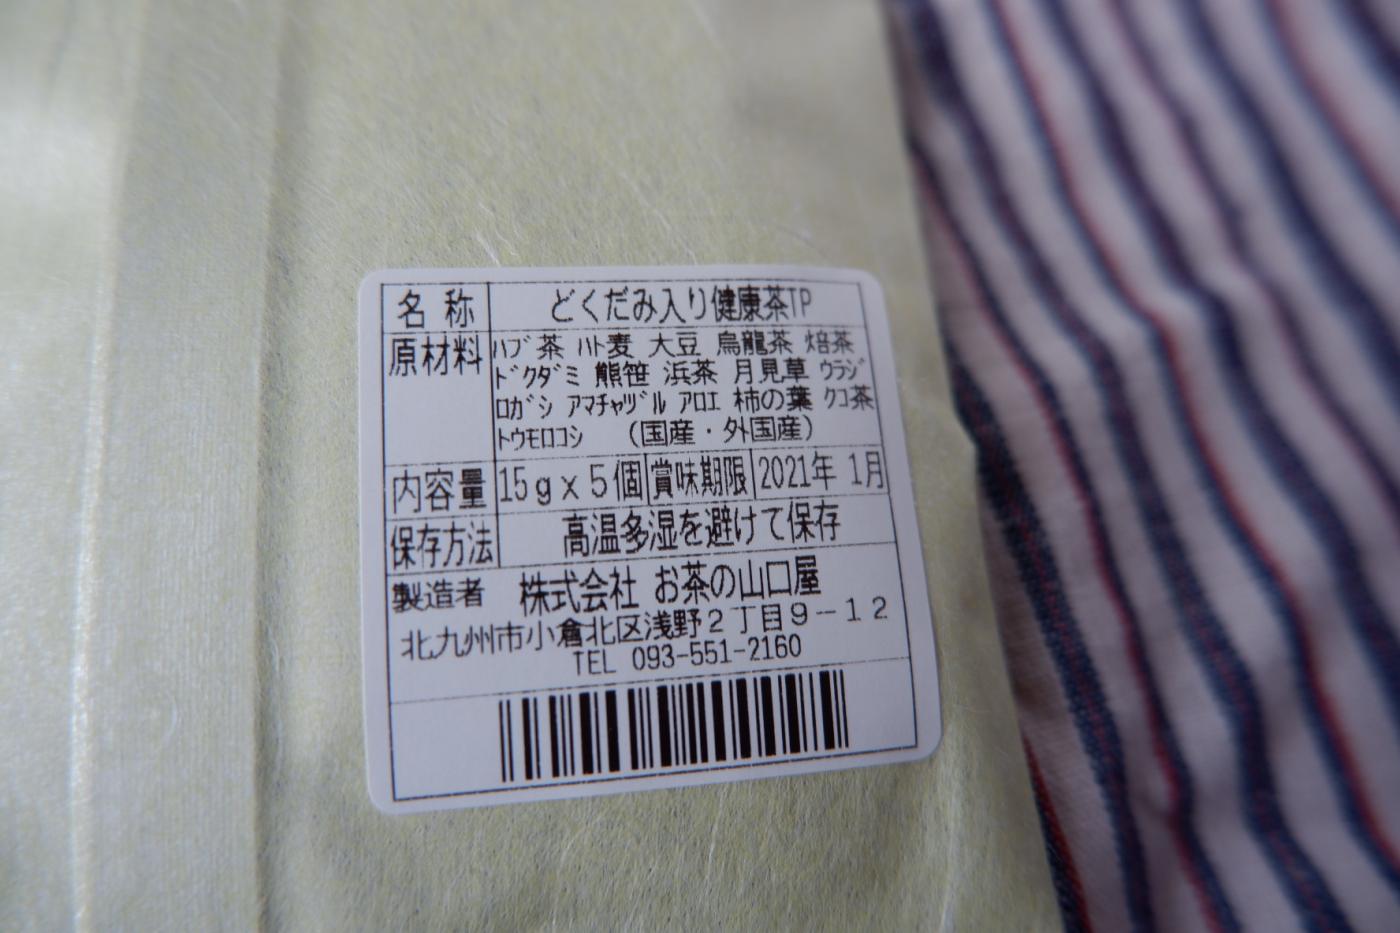 名称 どくだみ入り健康茶TP
原材料 ﾊﾌﾞ茶 ﾊﾄ麦 大豆 烏龍茶 焙茶
ﾄﾞｸﾀﾞﾐ 熊笹 浜茶 月見草 ｳﾗｼﾞ
ﾛｶﾞｼ ｱﾏﾁｬﾂﾞﾙ ｱﾛｴ 柿の葉 ｸｺ茶
ﾄｳﾓﾛｺｼ （国産・外国産）
内容量 15ｇｘ５個 賞味期限 2021年 1月
保存方法 高温多湿を避けて保存
製造者 株式会社 お茶の山口屋
北九州市小倉北区浅野２丁目９－１２
TEL 093-551-2160